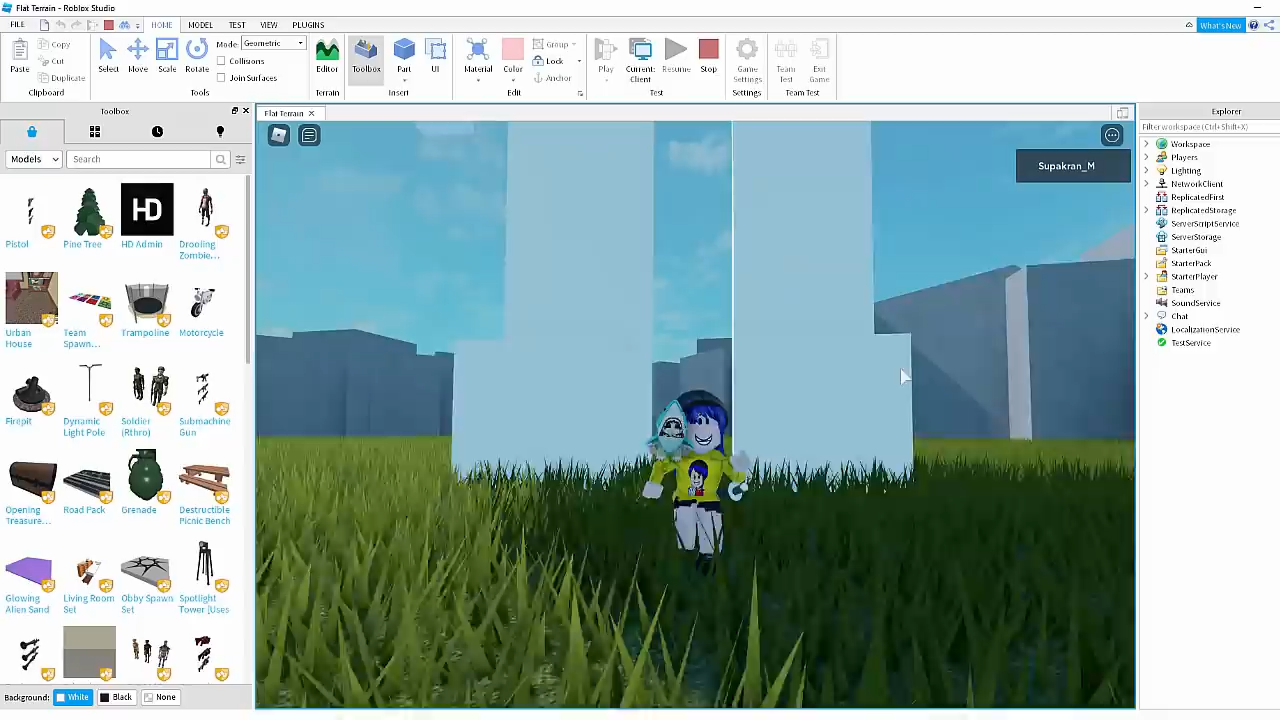 Flat Terrain - Roblox Studio
FILE
HOME
MODEL
TEST
VIEW
PLUGINS
What's New
Paste
Copy
Cut
Duplicate
Clipboard
Select
Move
Scale
Rotate
Mode: Geometric
Collisions
Join Surfaces
Tools
Editor
Terrain
Toolbox
Part
UI
Insert
Material
Color
Group
Lock
Anchor
Edit
Play
Current: Client
Resume
Stop
Test
Game Settings
Settings
Team Test
Exit Game
Team Test
Toolbox
Models
Search
Pistol
Pine Tree
HD
HD Admin
Drooling Zombie...
Urban House
Team Spawn...
Trampoline
Motorcycle
Firepit
Dynamic Light Pole
Soldier (Rthro)
Submachine Gun
Opening Treasure...
Road Pack
Grenade
Destructible Picnic Bench
Glowing Alien Sand
Living Room Set
Obby Spawn Set
Spotlight Tower [Uses
Background:
White
Black
None
Flat Terrain
Supakran_M
Explorer
Filter workspace (Ctrl+Shift+X)
Workspace
Players
Lighting
NetworkClient
ReplicatedFirst
ReplicatedStorage
ServerScriptService
ServerStorage
StarterGui
StarterPack
StarterPlayer
Teams
SoundService
Chat
LocalizationService
TestService